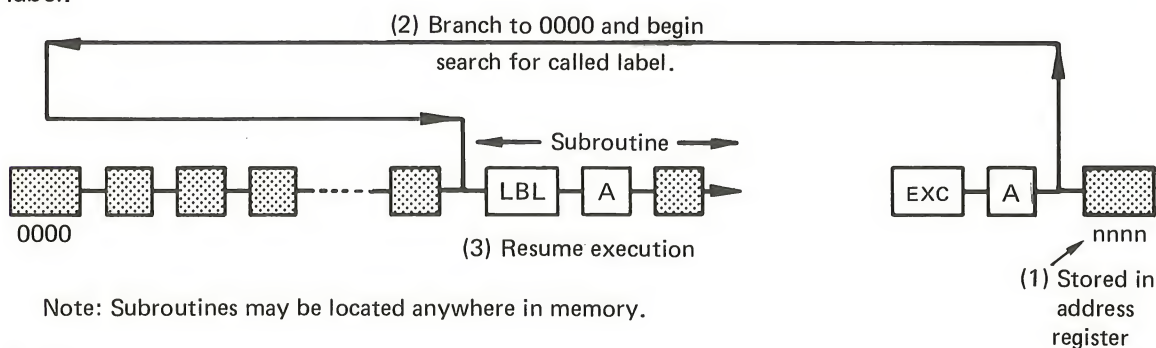 label.
(2) Branch to 0000 and begin
search for called label.
Subroutine
LBL A EXC A
0000 nnnn
(3) Resume execution
(1) Stored in
address
register
Note: Subroutines may be located anywhere in memory.